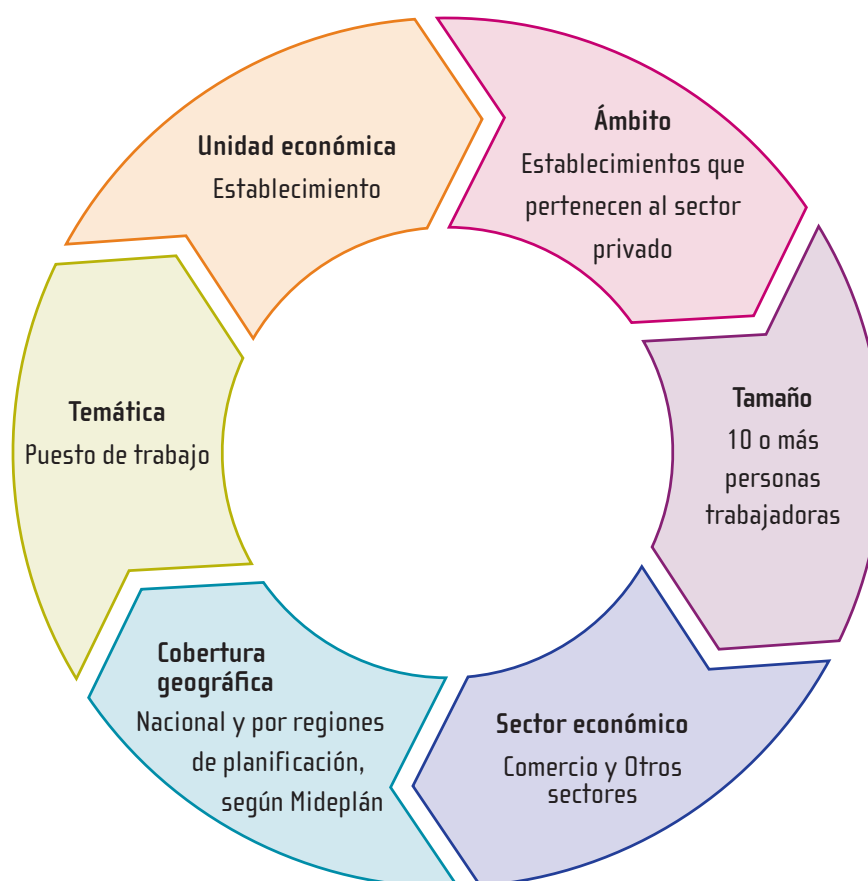 Unidad económica
Establecimiento
Ámbito
Establecimientos que
pertenecen al sector
privado
Tamaño
10 o más
personas
trabajadoras
Sector económico
Comercio y Otros
sectores
Cobertura
geográfica
Nacional y por regiones
de planificación,
según Mideplán
Temática
Puesto de trabajo